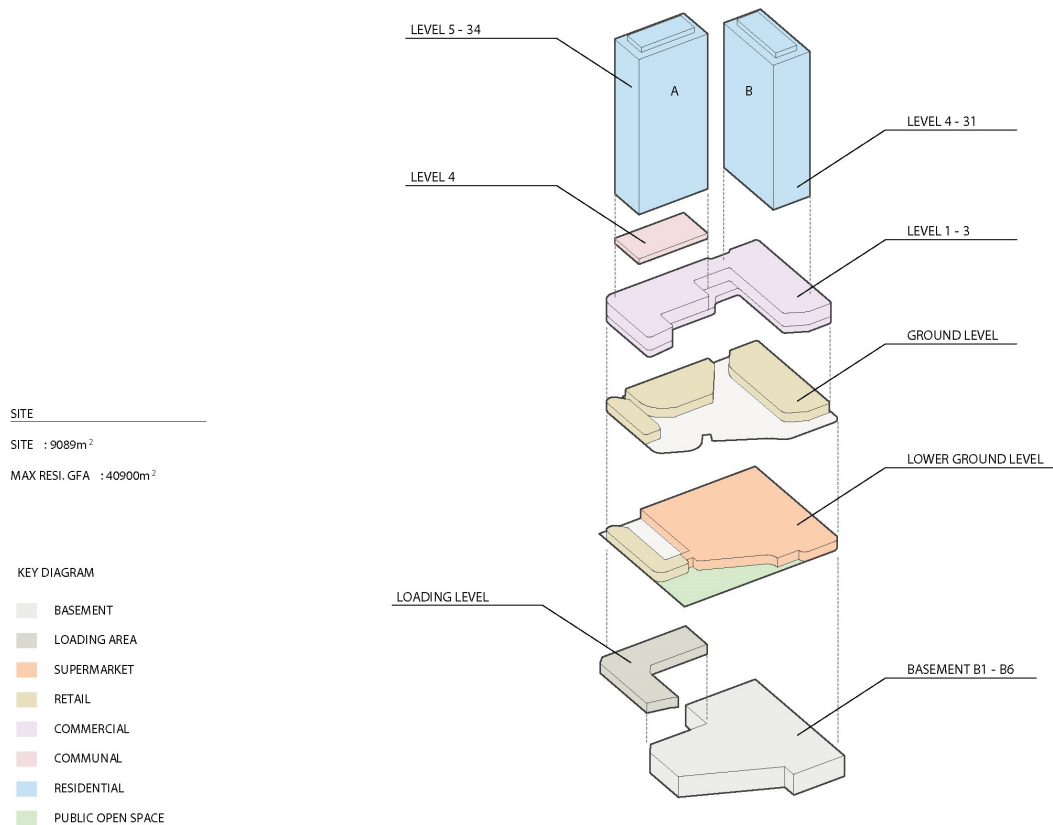 LEVEL 5 - 34
A
B
LEVEL 4 - 31
LEVEL 4
LEVEL 1 - 3
GROUND LEVEL
SITE
SITE : 9089m²
MAX RESI. GFA : 40900m²
LOWER GROUND LEVEL
KEY DIAGRAM
BASEMENT
LOADING AREA
SUPERMARKET
RETAIL
COMMERCIAL
COMMUNAL
RESIDENTIAL
PUBLIC OPEN SPACE
LOADING LEVEL
BASEMENT B1 - B6